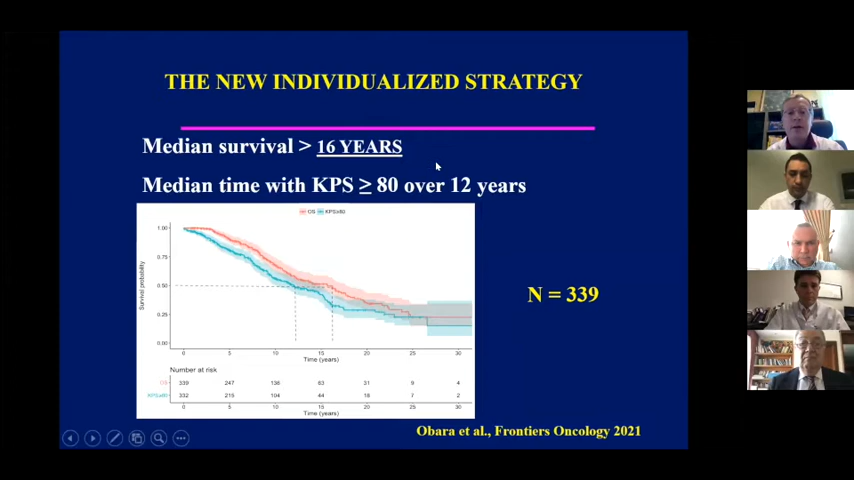 THE NEW INDIVIDUALIZED STRATEGY
Median survival > 16 YEARS
Median time with KPS ≥ 80 over 12 years
OS KPS≥80
1.00
0.75
0.50
0.25
0.00
Survival probability
0 5 10 15 20 25 30
Time (years)
N = 339
Number at risk
OS 339 247 136 63 31 9 4
KPS≥80 332 215 104 44 18 7 2
0 5 10 15 20 25 30
Time (years)
Obara et al., Frontiers Oncology 2021